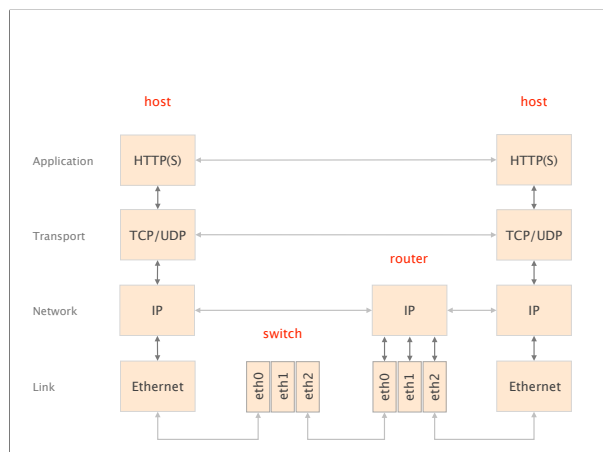 host
host
Application
HTTP(S)
HTTP(S)
Transport
TCP/UDP
TCP/UDP
router
Network
IP
IP
IP
switch
Link
Ethernet
eth0
eth1
eth2
eth0
eth1
eth2
Ethernet